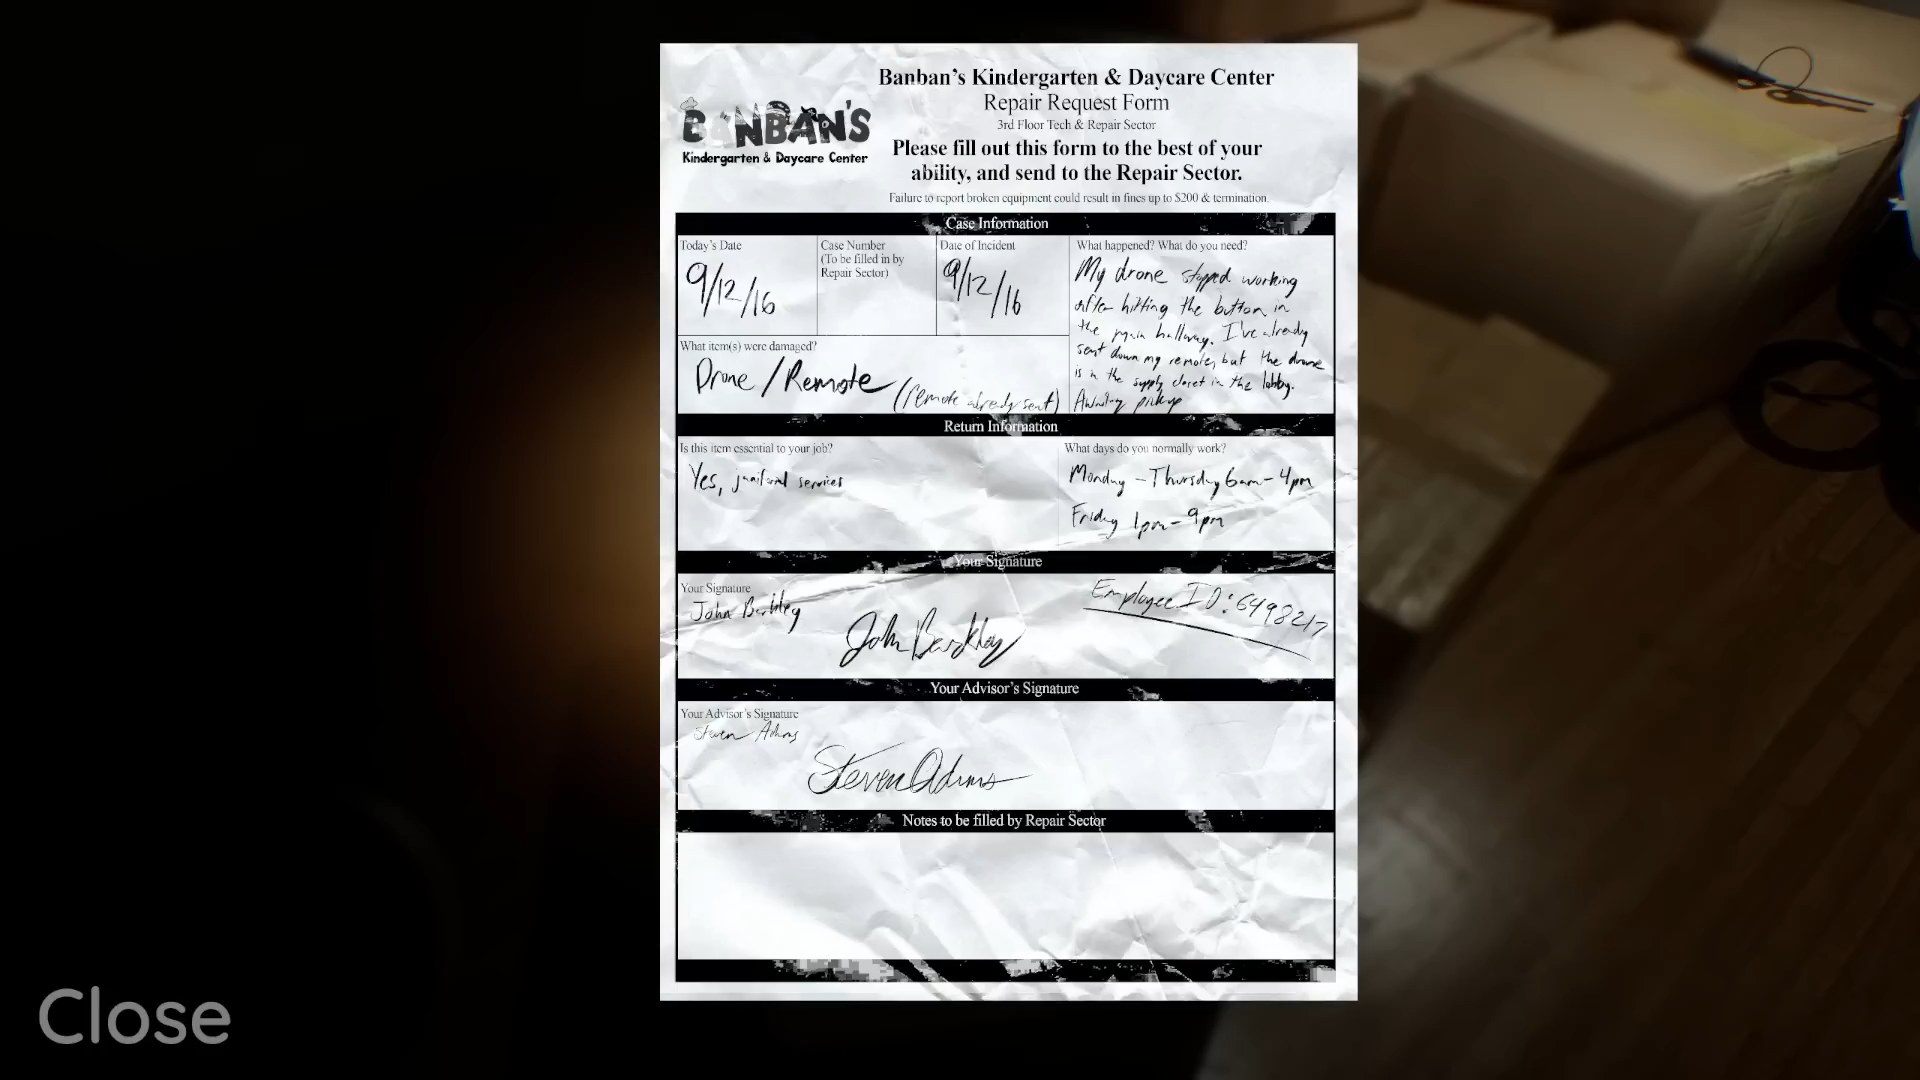 Banban's Kindergarten & Daycare Center
Repair Request Form
3rd Floor Tech & Repair Sector
BANBAN'S
Kindergarten & Daycare Center
Please fill out this form to the best of your
ability, and send to the Repair Sector.
Failure to report broken equipment could result in fines up to $200 & termination.
Case Information
Today's Date
9/12/16
Case Number
(To be filled in by
Repair Sector)
Date of Incident
9/12/16
What happened? What do you need?
My drone stopped working
after hitting the button in
the main hallway. I've already
sent down my remote, but the drone
is in the supply closet in the lobby.
Awaiting pickup
What item(s) were damaged?
Drone / Remote (remote already sent)
Return Information
Is this item essential to your job?
Yes, janitorial services
What days do you normally work?
Monday - Thursday 6am - 4pm
Friday 1pm - 9pm
Your Signature
Your Signature
John Barkley
John Barkley
Employee ID: 6498217
Your Advisor's Signature
Your Advisor's Signature
Steven Adams
Steven Adams
Notes to be filled by Repair Sector
Close